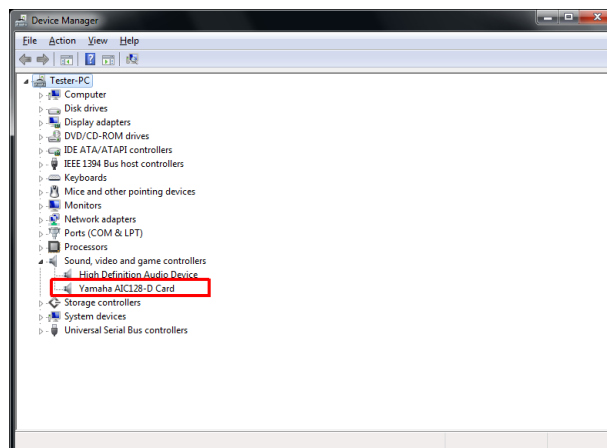 Device Manager
File Action View Help
Tester-PC
Computer
Disk drives
Display adapters
DVD/CD-ROM drives
IDE ATA/ATAPI controllers
IEEE 1394 Bus host controllers
Keyboards
Mice and other pointing devices
Monitors
Network adapters
Ports (COM & LPT)
Processors
Sound, video and game controllers
High Definition Audio Device
Yamaha AIC128-D Card
Storage controllers
System devices
Universal Serial Bus controllers